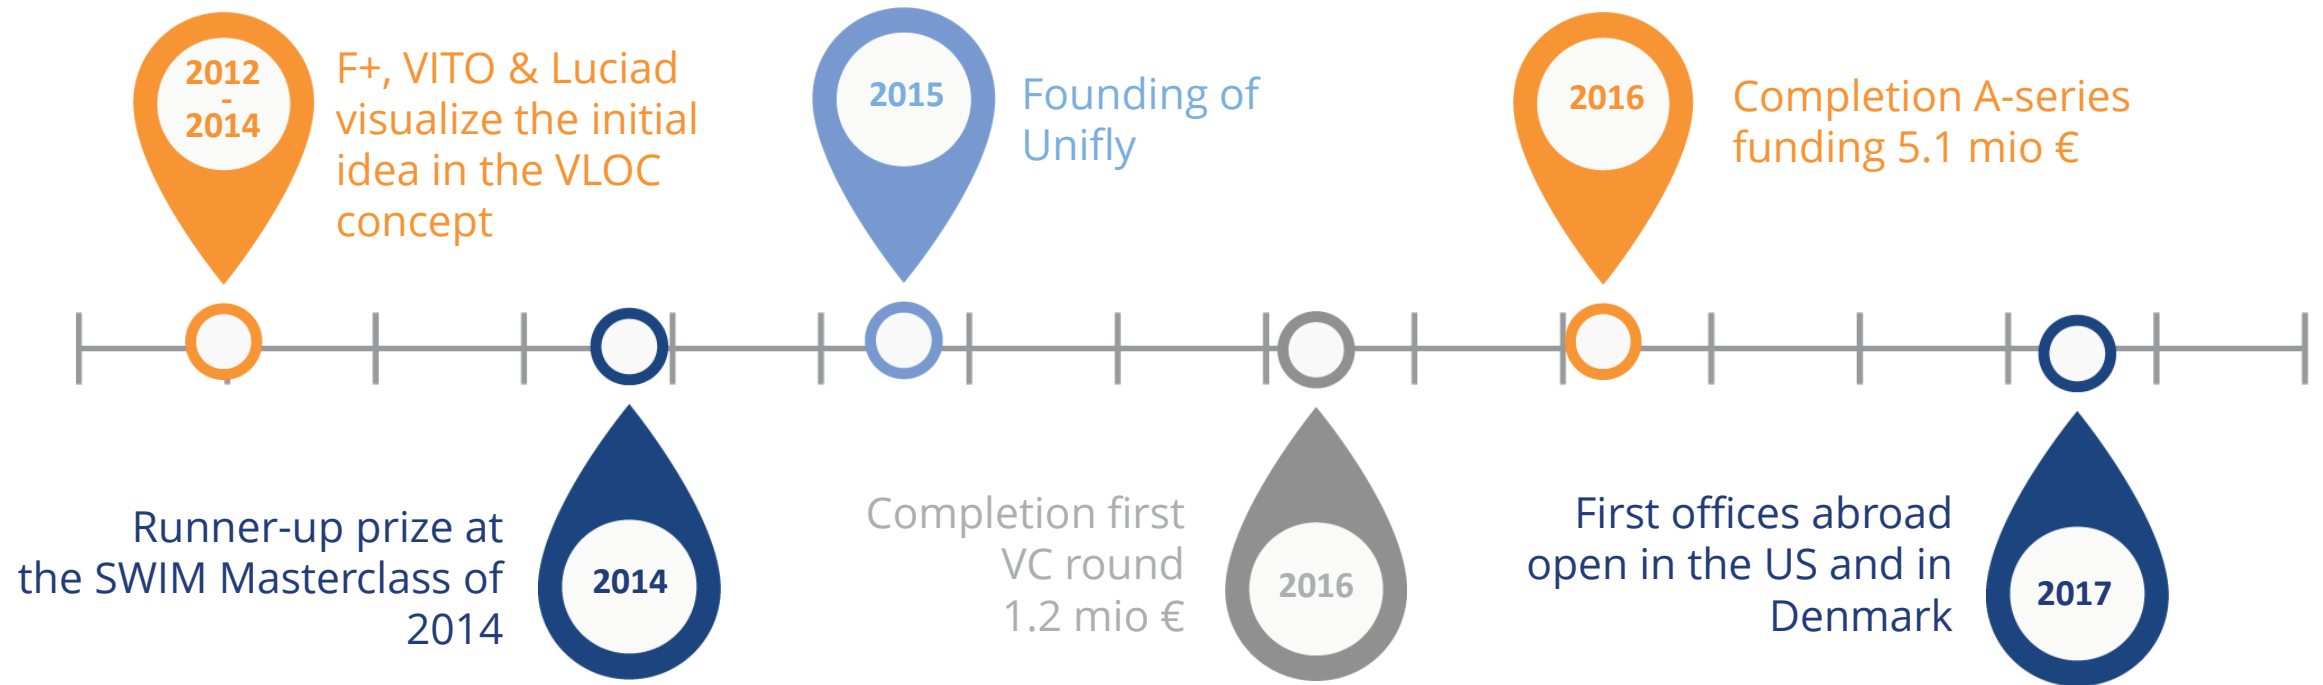 2012
-
2014
F+, VITO & Luciad
visualize the initial
idea in the VLOC
concept
Runner-up prize at
the SWIM Masterclass of
2014
2014
2015
Founding of
Unifly
Completion first
VC round
1.2 mio €
2016
2016
Completion A-series
funding 5.1 mio €
First offices abroad
open in the US and in
Denmark
2017